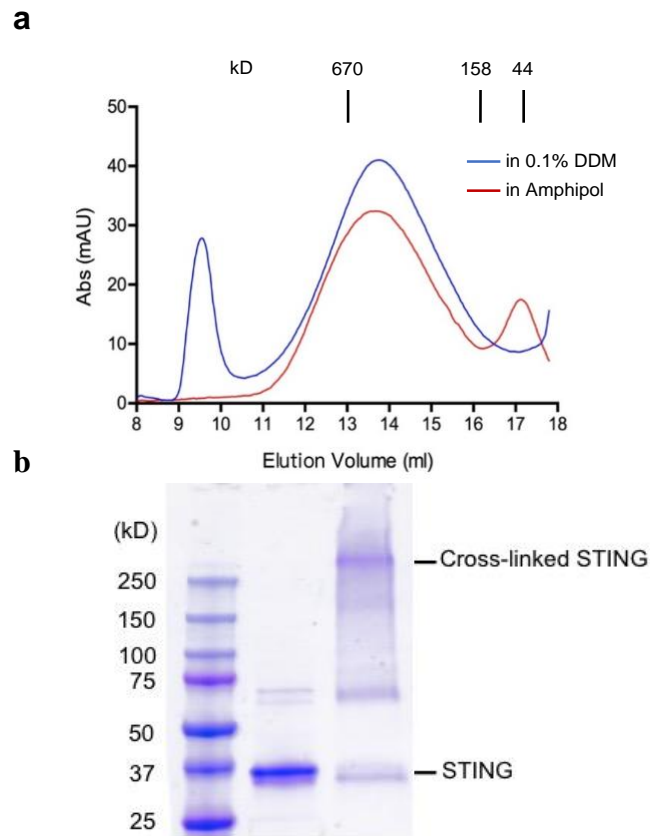 a
kD 670 158 44
50
in 0.1% DDM
in Amphipol
40
30
20
10
0
Abs (mAU)
8 9 10 11 12 13 14 15 16 17 18
Elution Volume (ml)
b
(kD)
Cross-linked STING
250
150
100
75
50
37 STING
25